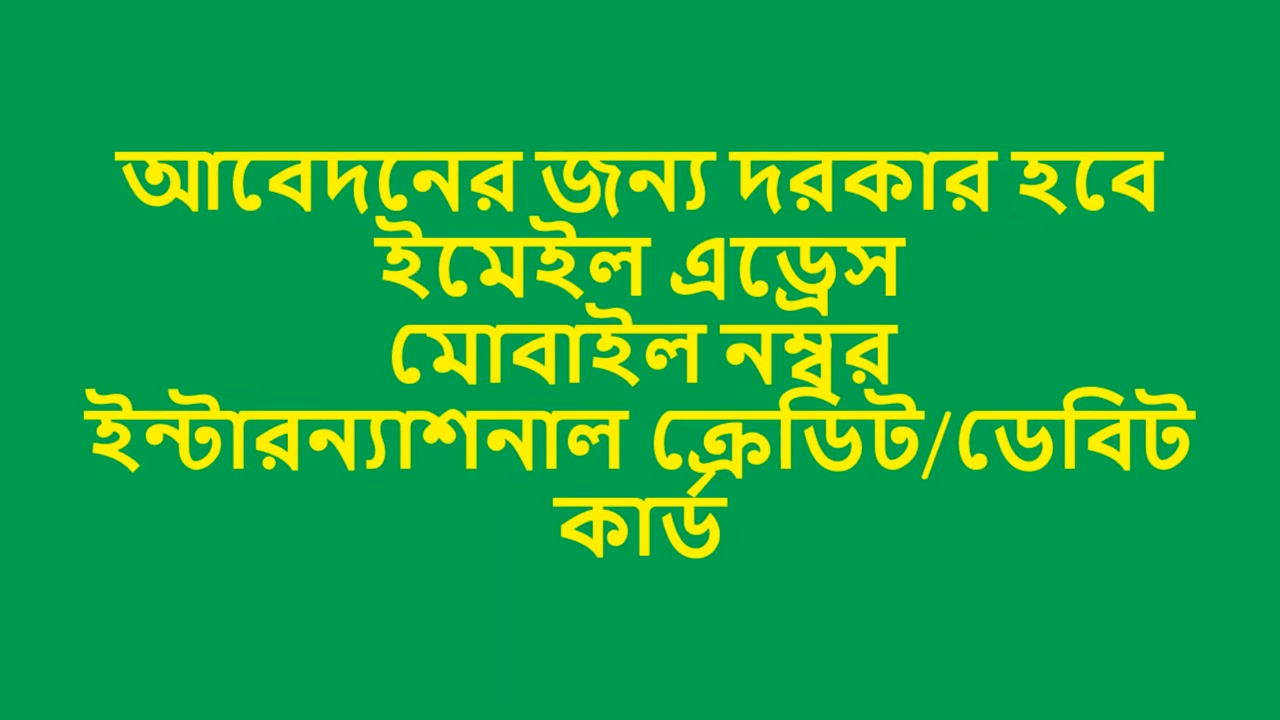 আবেদনের জন্য দরকার হবে
ইমেইল এড্রেস
মোবাইল নম্বর
ইন্টারন্যাশনাল ক্রেডিট/ডেবিট
কার্ড